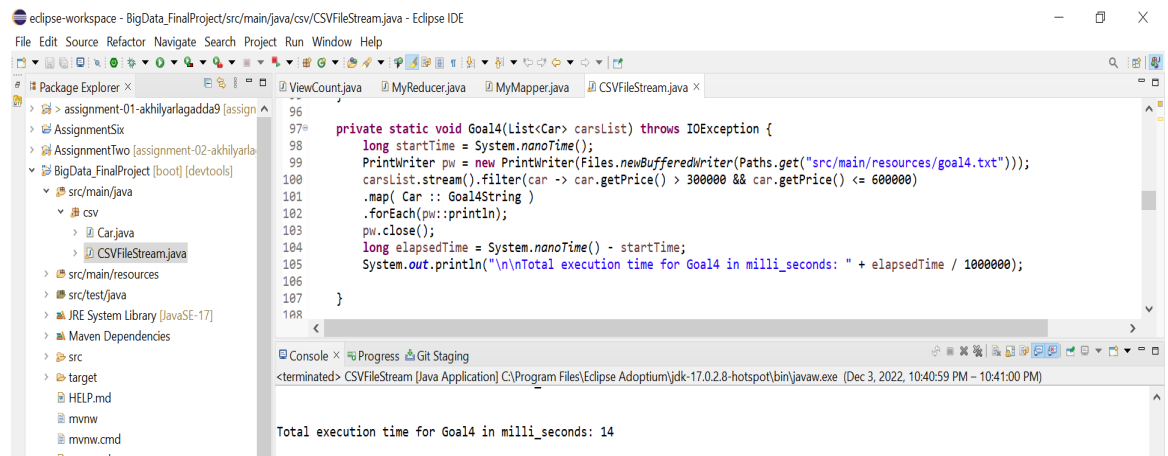 eclipse-workspace - BigData_FinalProject/src/main/java/csv/CSVFileStream.java - Eclipse IDE
File Edit Source Refactor Navigate Search Project Run Window Help
Package Explorer
> assignment-01-akhilyarlagadda9 [assign
AssignmentSix
AssignmentTwo [assignment-02-akhilyarla
BigData_FinalProject [boot] [devtools]
src/main/java
csv
Car.java
CSVFileStream.java
src/main/resources
src/test/java
JRE System Library [JavaSE-17]
Maven Dependencies
src
target
HELP.md
mvnw
mvnw.cmd
ViewCount.java MyReducer.java MyMapper.java CSVFileStream.java
96
97 private static void Goal4(List<Car> carsList) throws IOException {
98 long startTime = System.nanoTime();
99 PrintWriter pw = new PrintWriter(Files.newBufferedWriter(Paths.get("src/main/resources/goal4.txt")));
100 carsList.stream().filter(car -> car.getPrice() > 300000 && car.getPrice() <= 600000)
101 .map( Car :: Goal4String )
102 .forEach(pw::println);
103 pw.close();
104 long elapsedTime = System.nanoTime() - startTime;
105 System.out.println("\n\nTotal execution time for Goal4 in milli_seconds: " + elapsedTime / 1000000);
106
107 }
108
Console Progress Git Staging
<terminated> CSVFileStream [Java Application] C:\Program Files\Eclipse Adoptium\jdk-17.0.2.8-hotspot\bin\javaw.exe (Dec 3, 2022, 10:40:59 PM – 10:41:00 PM)
Total execution time for Goal4 in milli_seconds: 14